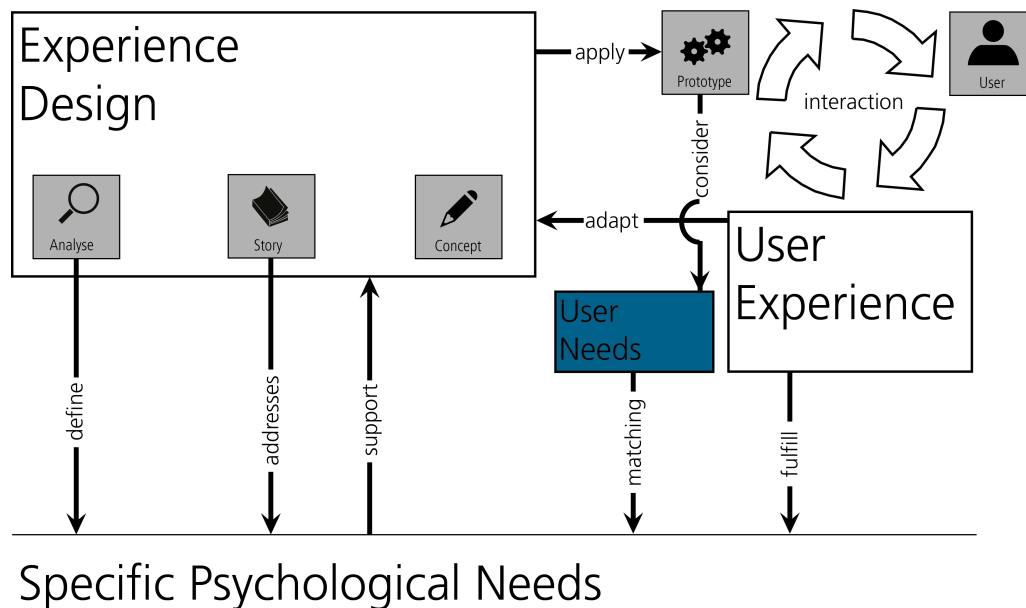 Experience
Design
apply
Prototype
interaction
User
consider
Analyse
Story
Concept
adapt
User
Experience
User
Needs
define
addresses
support
matching
fulfill
Specific Psychological Needs